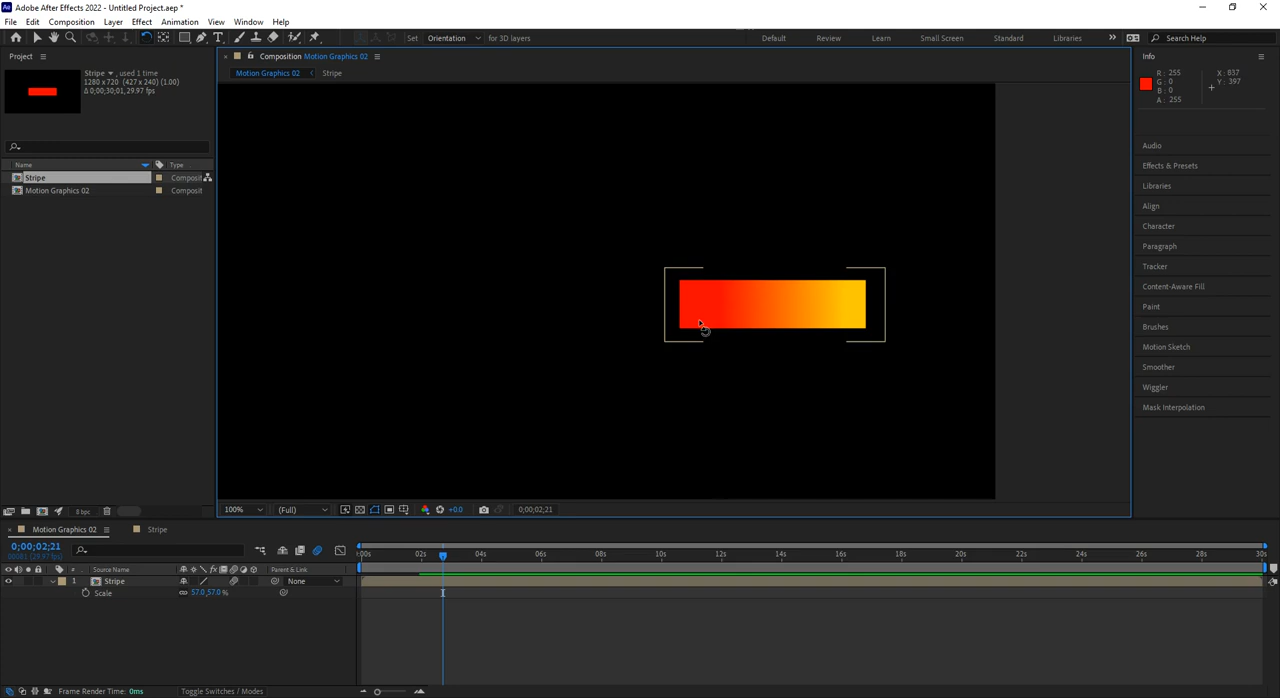 Ae Adobe After Effects 2022 - Untitled Project.aep *
File Edit Composition Layer Effect Animation View Window Help
Set Orientation for 3D layers Default Review Learn Small Screen Standard Libraries Search Help
Project
Composition Motion Graphics 02
Info
Motion Graphics 02 Stripe
Stripe , used 1 time
1280 x 720 (427 x 240) (1.00)
Δ 0;00;30;01, 29.97 fps
R: 255
G: 0
B: 0
A: 255
X: 837
Y: 397
Audio
Effects & Presets
Libraries
Align
Character
Paragraph
Tracker
Content-Aware Fill
Paint
Brushes
Motion Sketch
Smoother
Wiggler
Mask Interpolation
Name Type
Stripe Composit
Motion Graphics 02 Composit
8 bpc
100% (Full) +0.0 0;00;02;21
Motion Graphics 02 Stripe
0;00;02;21
00081 (29.97 fps)
:00s 02s 04s 06s 08s 10s 12s 14s 16s 18s 20s 22s 24s 26s 28s 30s
# Source Name fx Parent & Link
1 Stripe None
Scale 57.0,57.0%
Frame Render Time: 0ms Toggle Switches / Modes